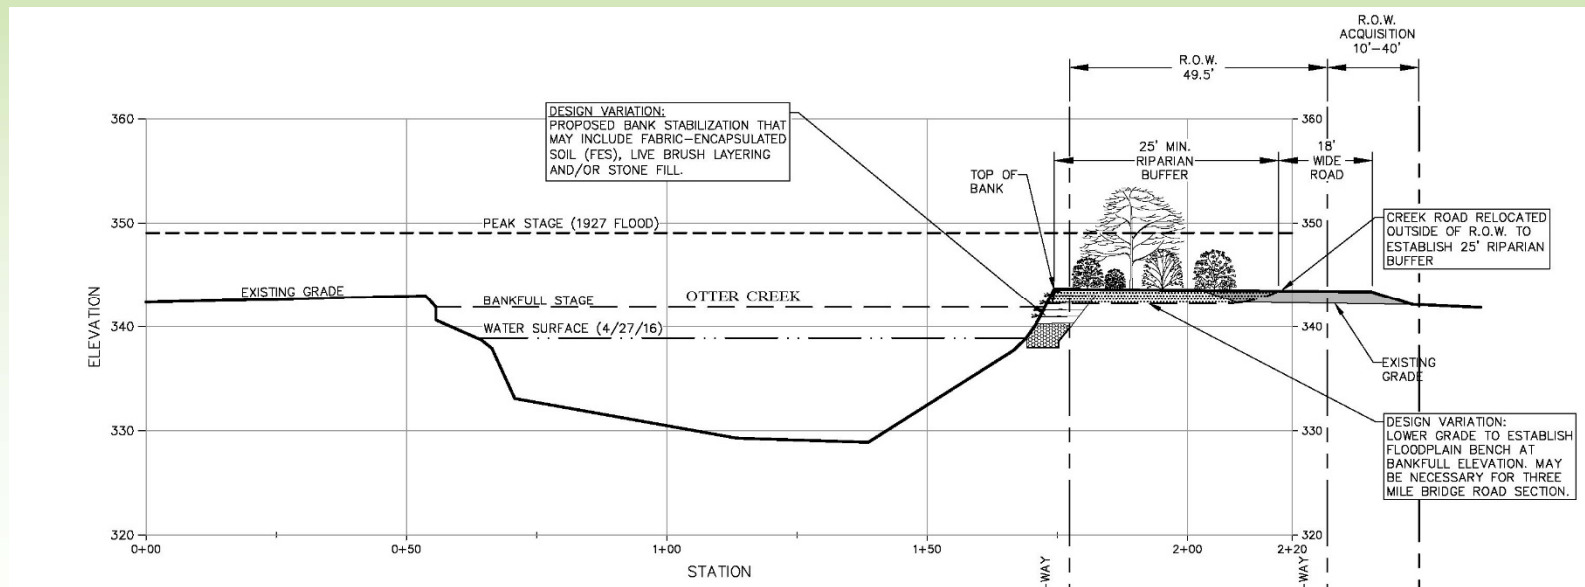 R.O.W.
ACQUISITION
10'-40'
R.O.W.
49.5'
DESIGN VARIATION:
PROPOSED BANK STABILIZATION THAT
MAY INCLUDE FABRIC-ENCAPSULATED
SOIL (FES), LIVE BRUSH LAYERING
AND/OR STONE FILL.
360
360
25' MIN.
RIPARIAN
BUFFER
18'
WIDE
ROAD
TOP OF
BANK
350
PEAK STAGE (1927 FLOOD)
350
CREEK ROAD RELOCATED
OUTSIDE OF R.O.W. TO
ESTABLISH 25' RIPARIAN
BUFFER
EXISTING GRADE
BANKFULL STAGE
OTTER CREEK
ELEVATION
340
WATER SURFACE (4/27/16)
340
EXISTING
GRADE
330
330
DESIGN VARIATION:
LOWER GRADE TO ESTABLISH
FLOODPLAIN BENCH AT
BANKFULL ELEVATION. MAY
BE NECESSARY FOR THREE
MILE BRIDGE ROAD SECTION.
320
320
0+00
0+50
1+00
1+50
2+00
2+20
STATION
-WAY
-WAY